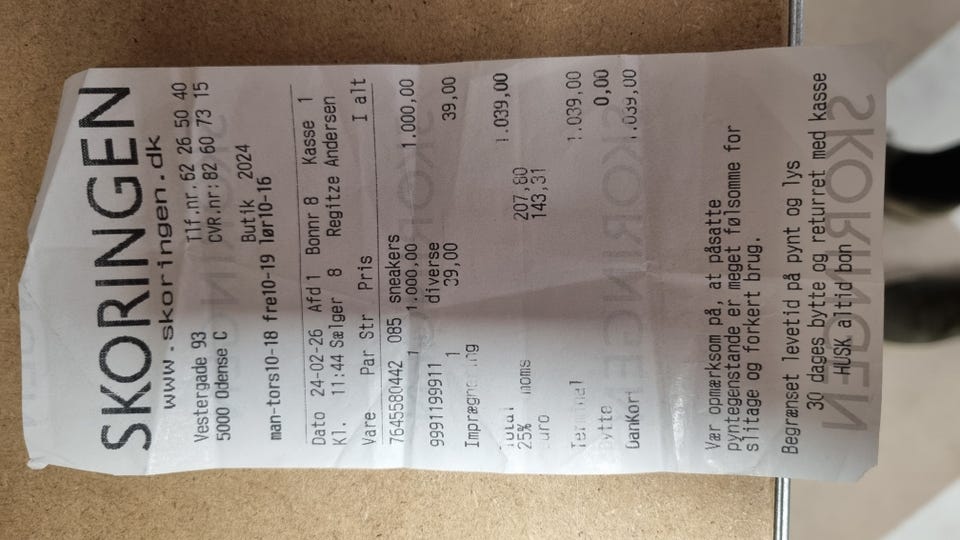 SKORINGEN
www.skoringen.dk
Vesteragade 93 Tlf.nr. 62 26 50 40
5000 Odense C CVR.nr: 82 60 73 15
Butik 2024
man-tors10-18 fre10-19 lør10-16
Dato 24-02-26 Afd 1 Bonnr 8 Kasse 1
Kl. 11:44 Sælger 8 Regitze Andersen
Vare Par Str Pris I alt
7645580442 085 sneakers
1 1.000,00 1.000,00
9991199911 diverse
1 39,00 39,00
Total 1.039,00
25% moms 207,80
143,31
Terminal 1.039,00
0,00
Dankort 1.039,00
Vær opmærksom på, at påsatte
pyntegenstande er meget følsomme for
slitage og forkert brug.
Begrænset levetid på pynt og lys
30 dages bytte og returret med kasse
HUSK altid bon